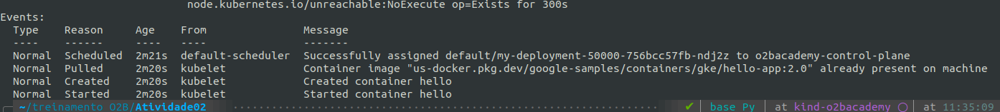 node.kubernetes.io/unreachable:NoExecute op=Exists for 300s
Events:
  Type    Reason     Age    From               Message
  ----    ------     ----   ----               -------
  Normal  Scheduled  2m21s  default-scheduler  Successfully assigned default/my-deployment-50000-756bcc57fb-ndj2z to o2bacademy-control-plane
  Normal  Pulled     2m20s  kubelet            Container image "us-docker.pkg.dev/google-samples/containers/gke/hello-app:2.0" already present on machine
  Normal  Created    2m20s  kubelet            Created container hello
  Normal  Started    2m20s  kubelet            Started container hello
~/treinamento O2B/Atividade02 ✔ base Py at kind-o2bacademy at 11:35:09